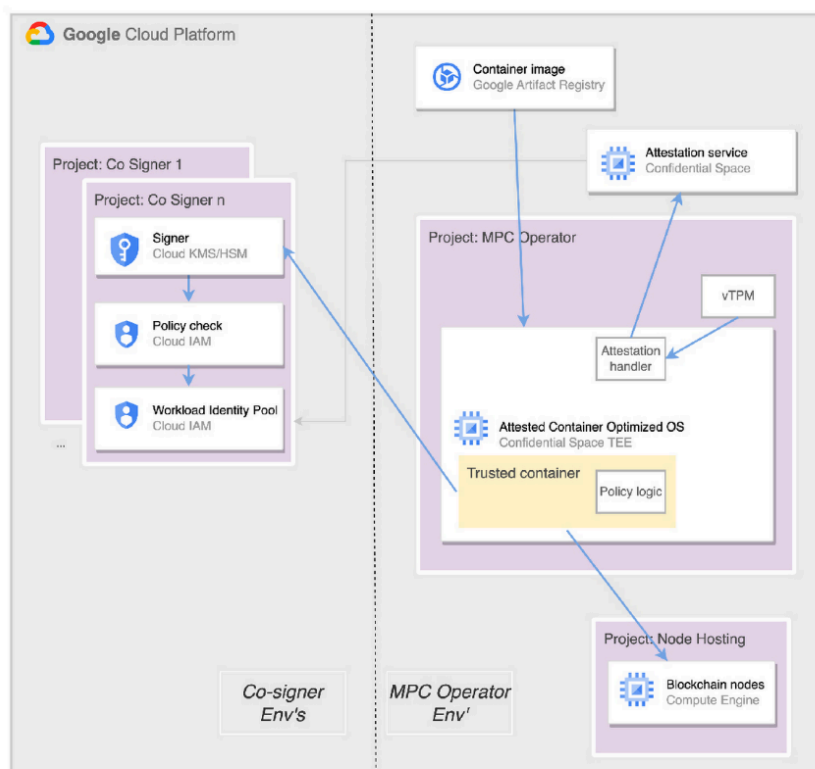 Google Cloud Platform
Container image
Google Artifact Registry
Attestation service
Confidential Space
Project: Co Signer 1
Project: Co Signer n
Signer
Cloud KMS/HSM
Policy check
Cloud IAM
Workload Identity Pool
Cloud IAM
...
Project: MPC Operator
vTPM
Attestation
handler
Attested Container Optimized OS
Confidential Space TEE
Trusted container
Policy logic
Project: Node Hosting
Blockchain nodes
Compute Engine
Co-signer
Env's
MPC Operator
Env'